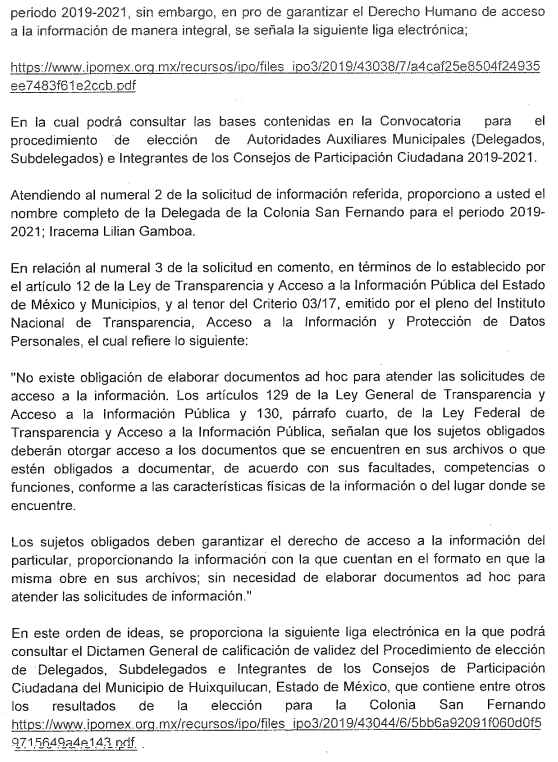 periodo 2019-2021, sin embargo, en pro de garantizar el Derecho Humano de acceso
a la información de manera integral, se señala la siguiente liga electrónica;
https://www.ipomex.org.mx/recursos/ipo/files_ipo3/2019/43038/7/a4caf25e8504f24935
ee7483f61e2ccb.pdf
En la cual podrá consultar las bases contenidas en la Convocatoria para el
procedimiento de elección de Autoridades Auxiliares Municipales (Delegados,
Subdelegados) e Integrantes de los Consejos de Participación Ciudadana 2019-2021.
Atendiendo al numeral 2 de la solicitud de información referida, proporciono a usted el
nombre completo de la Delegada de la Colonia San Fernando para el periodo 2019-
2021; Iracema Lilian Gamboa.
En relación al numeral 3 de la solicitud en comento, en términos de lo establecido por
el artículo 12 de la Ley de Transparencia y Acceso a la Información Pública del Estado
de México y Municipios, y al tenor del Criterio 03/17, emitido por el pleno del Instituto
Nacional de Transparencia, Acceso a la Información y Protección de Datos
Personales, el cual refiere lo siguiente:
"No existe obligación de elaborar documentos ad hoc para atender las solicitudes de
acceso a la información. Los artículos 129 de la Ley General de Transparencia y
Acceso a la Información Pública y 130, párrafo cuarto, de la Ley Federal de
Transparencia y Acceso a la Información Pública, señalan que los sujetos obligados
deberán otorgar acceso a los documentos que se encuentren en sus archivos o que
estén obligados a documentar, de acuerdo con sus facultades, competencias o
funciones, conforme a las características físicas de la información o del lugar donde se
encuentre.
Los sujetos obligados deben garantizar el derecho de acceso a la información del
particular, proporcionando la información con la que cuentan en el formato en que la
misma obre en sus archivos; sin necesidad de elaborar documentos ad hoc para
atender las solicitudes de información."
En este orden de ideas, se proporciona la siguiente liga electrónica en la que podrá
consultar el Dictamen General de calificación de validez del Procedimiento de elección
de Delegados, Subdelegados e Integrantes de los Consejos de Participación
Ciudadana del Municipio de Huixquilucan, Estado de México, que contiene entre otros
los resultados de la elección para la Colonia San Fernando
https://www.ipomex.org.mx/recursos/ipo/files_ipo3/2019/43044/6/5bb6a92091f060d0f5
9715649a4e143.pdf.